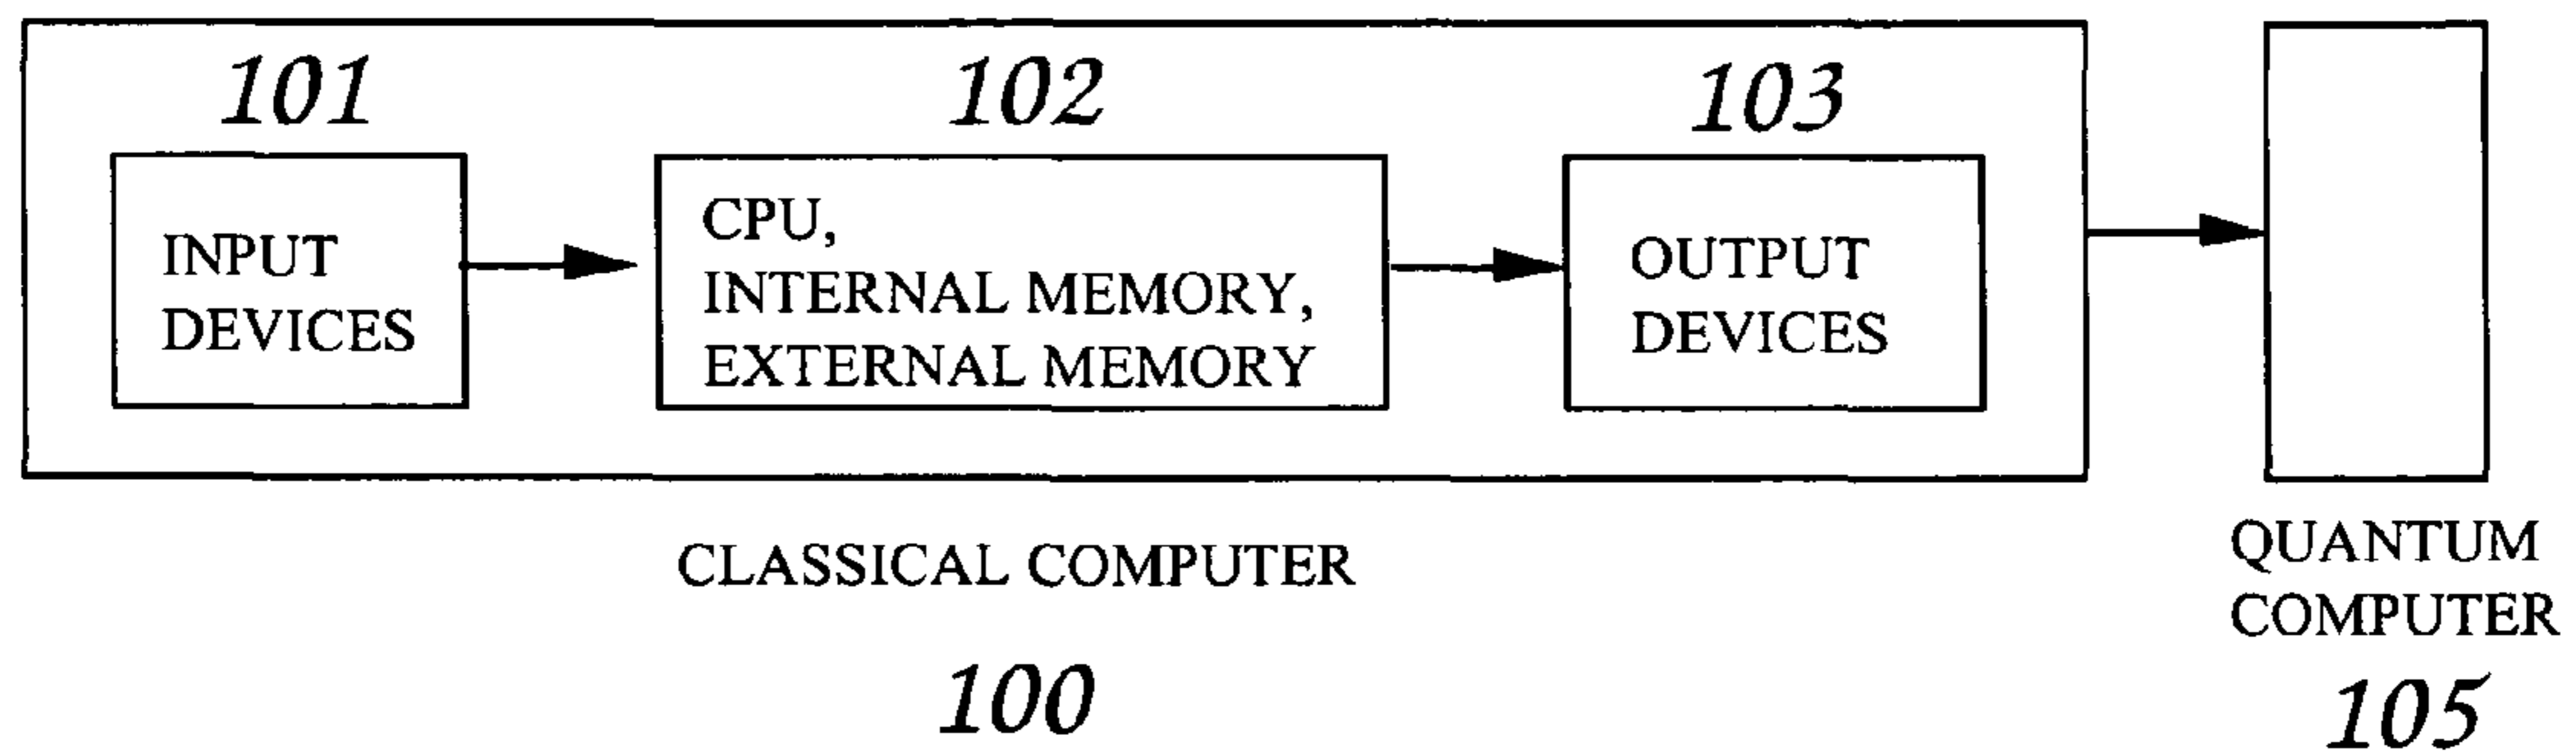 101
102
103
INPUT
DEVICES
CPU,
INTERNAL MEMORY,
EXTERNAL MEMORY
OUTPUT
DEVICES
CLASSICAL COMPUTER
100
QUANTUM
COMPUTER
105